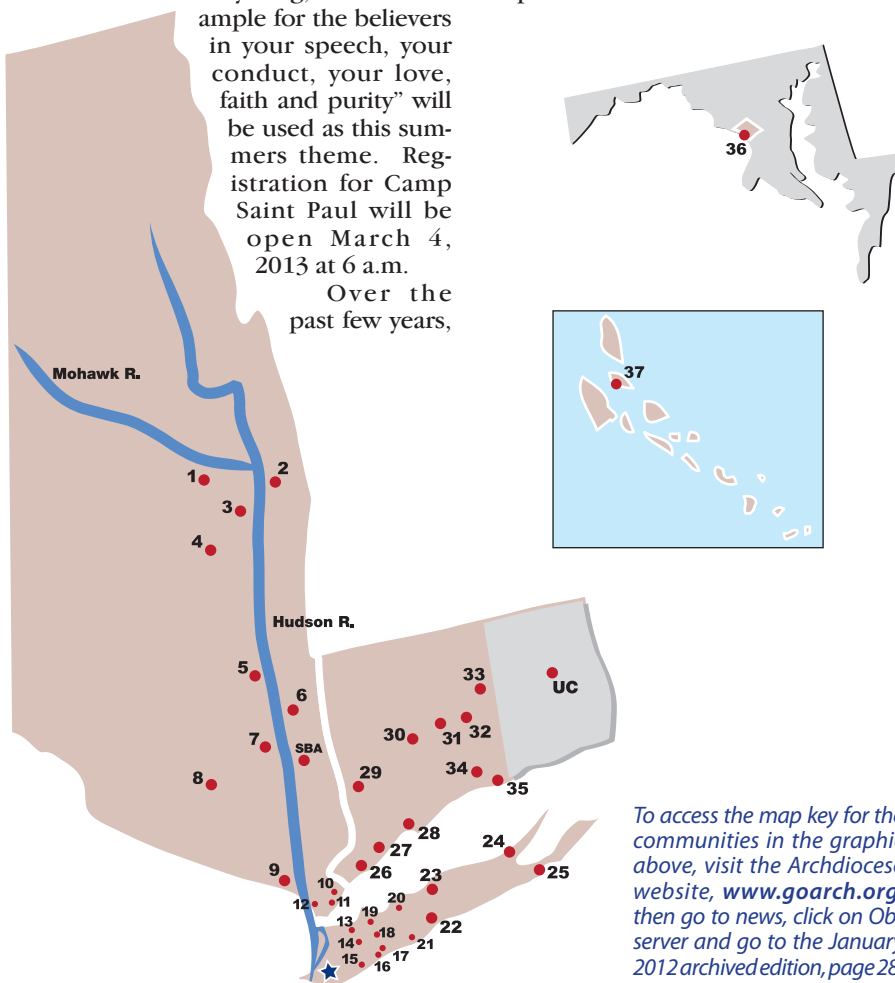 ample for the believers
in your speech, your
conduct, your love,
faith and purity” will
be used as this sum-
mers theme. Reg-
istration for Camp
Saint Paul will be
open March 4,
2013 at 6 a.m.
Over the
past few years,
36
37
Mohawk R.
1
2
3
4
Hudson R.
5
6
7
SBA
8
9
10
11
12
13
14
15
16
17
18
19
20
21
22
23
24
25
26
27
28
29
30
31
32
33
34
35
UC
To access the map key for the
communities in the graphic
above, visit the Archdiocese
website, www.goarch.org
then go to news, click on Ob
server and go to the January
2012 archived edition, page 28